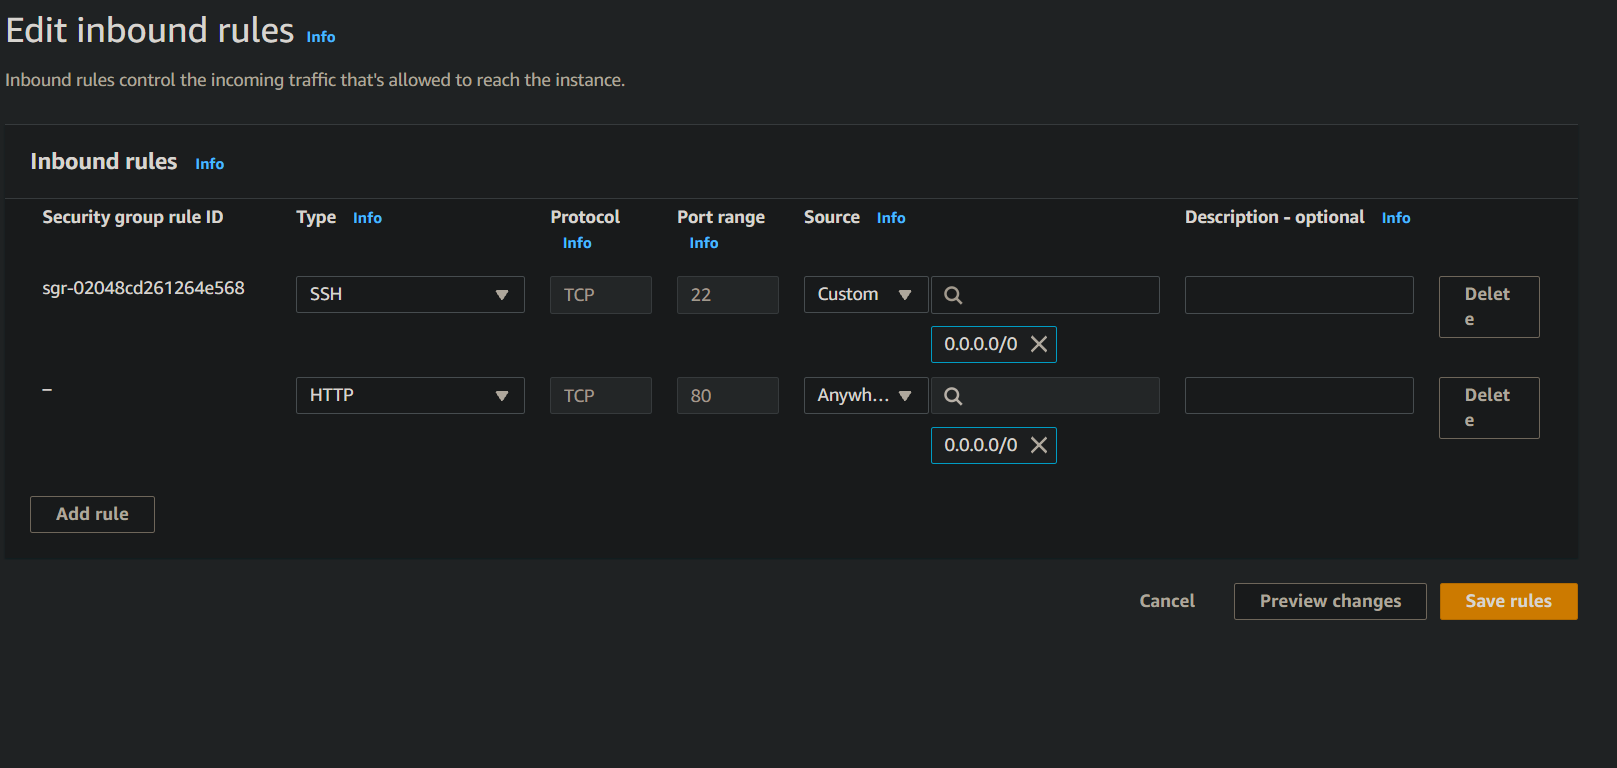 Edit inbound rules Info
Inbound rules control the incoming traffic that's allowed to reach the instance.
Inbound rules Info
Security group rule ID Type Info Protocol Info Port range Info Source Info Description - optional Info
sgr-02048cd261264e568 SSH TCP 22 Custom Delete
0.0.0.0/0
– HTTP TCP 80 Anywh... Delete
0.0.0.0/0
Add rule
Cancel Preview changes Save rules